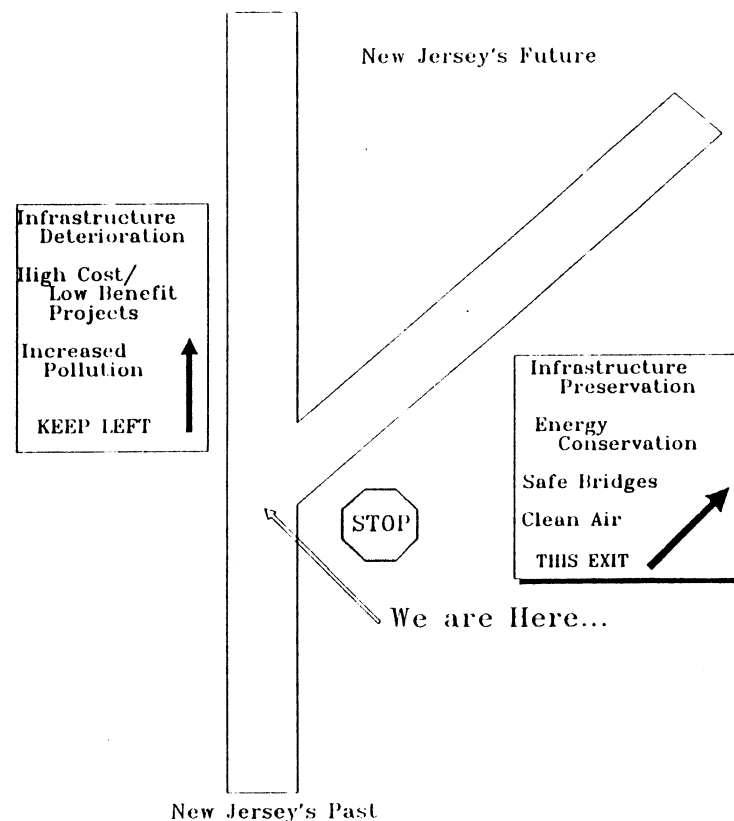 New Jersey's Future
Infrastructure
Deterioration
High Cost/
Low Benefit
Projects
Increased
Pollution
KEEP LEFT
Infrastructure
Preservation
Energy
Conservation
Safe Bridges
Clean Air
THIS EXIT
STOP
We are Here...
New Jersey's Past